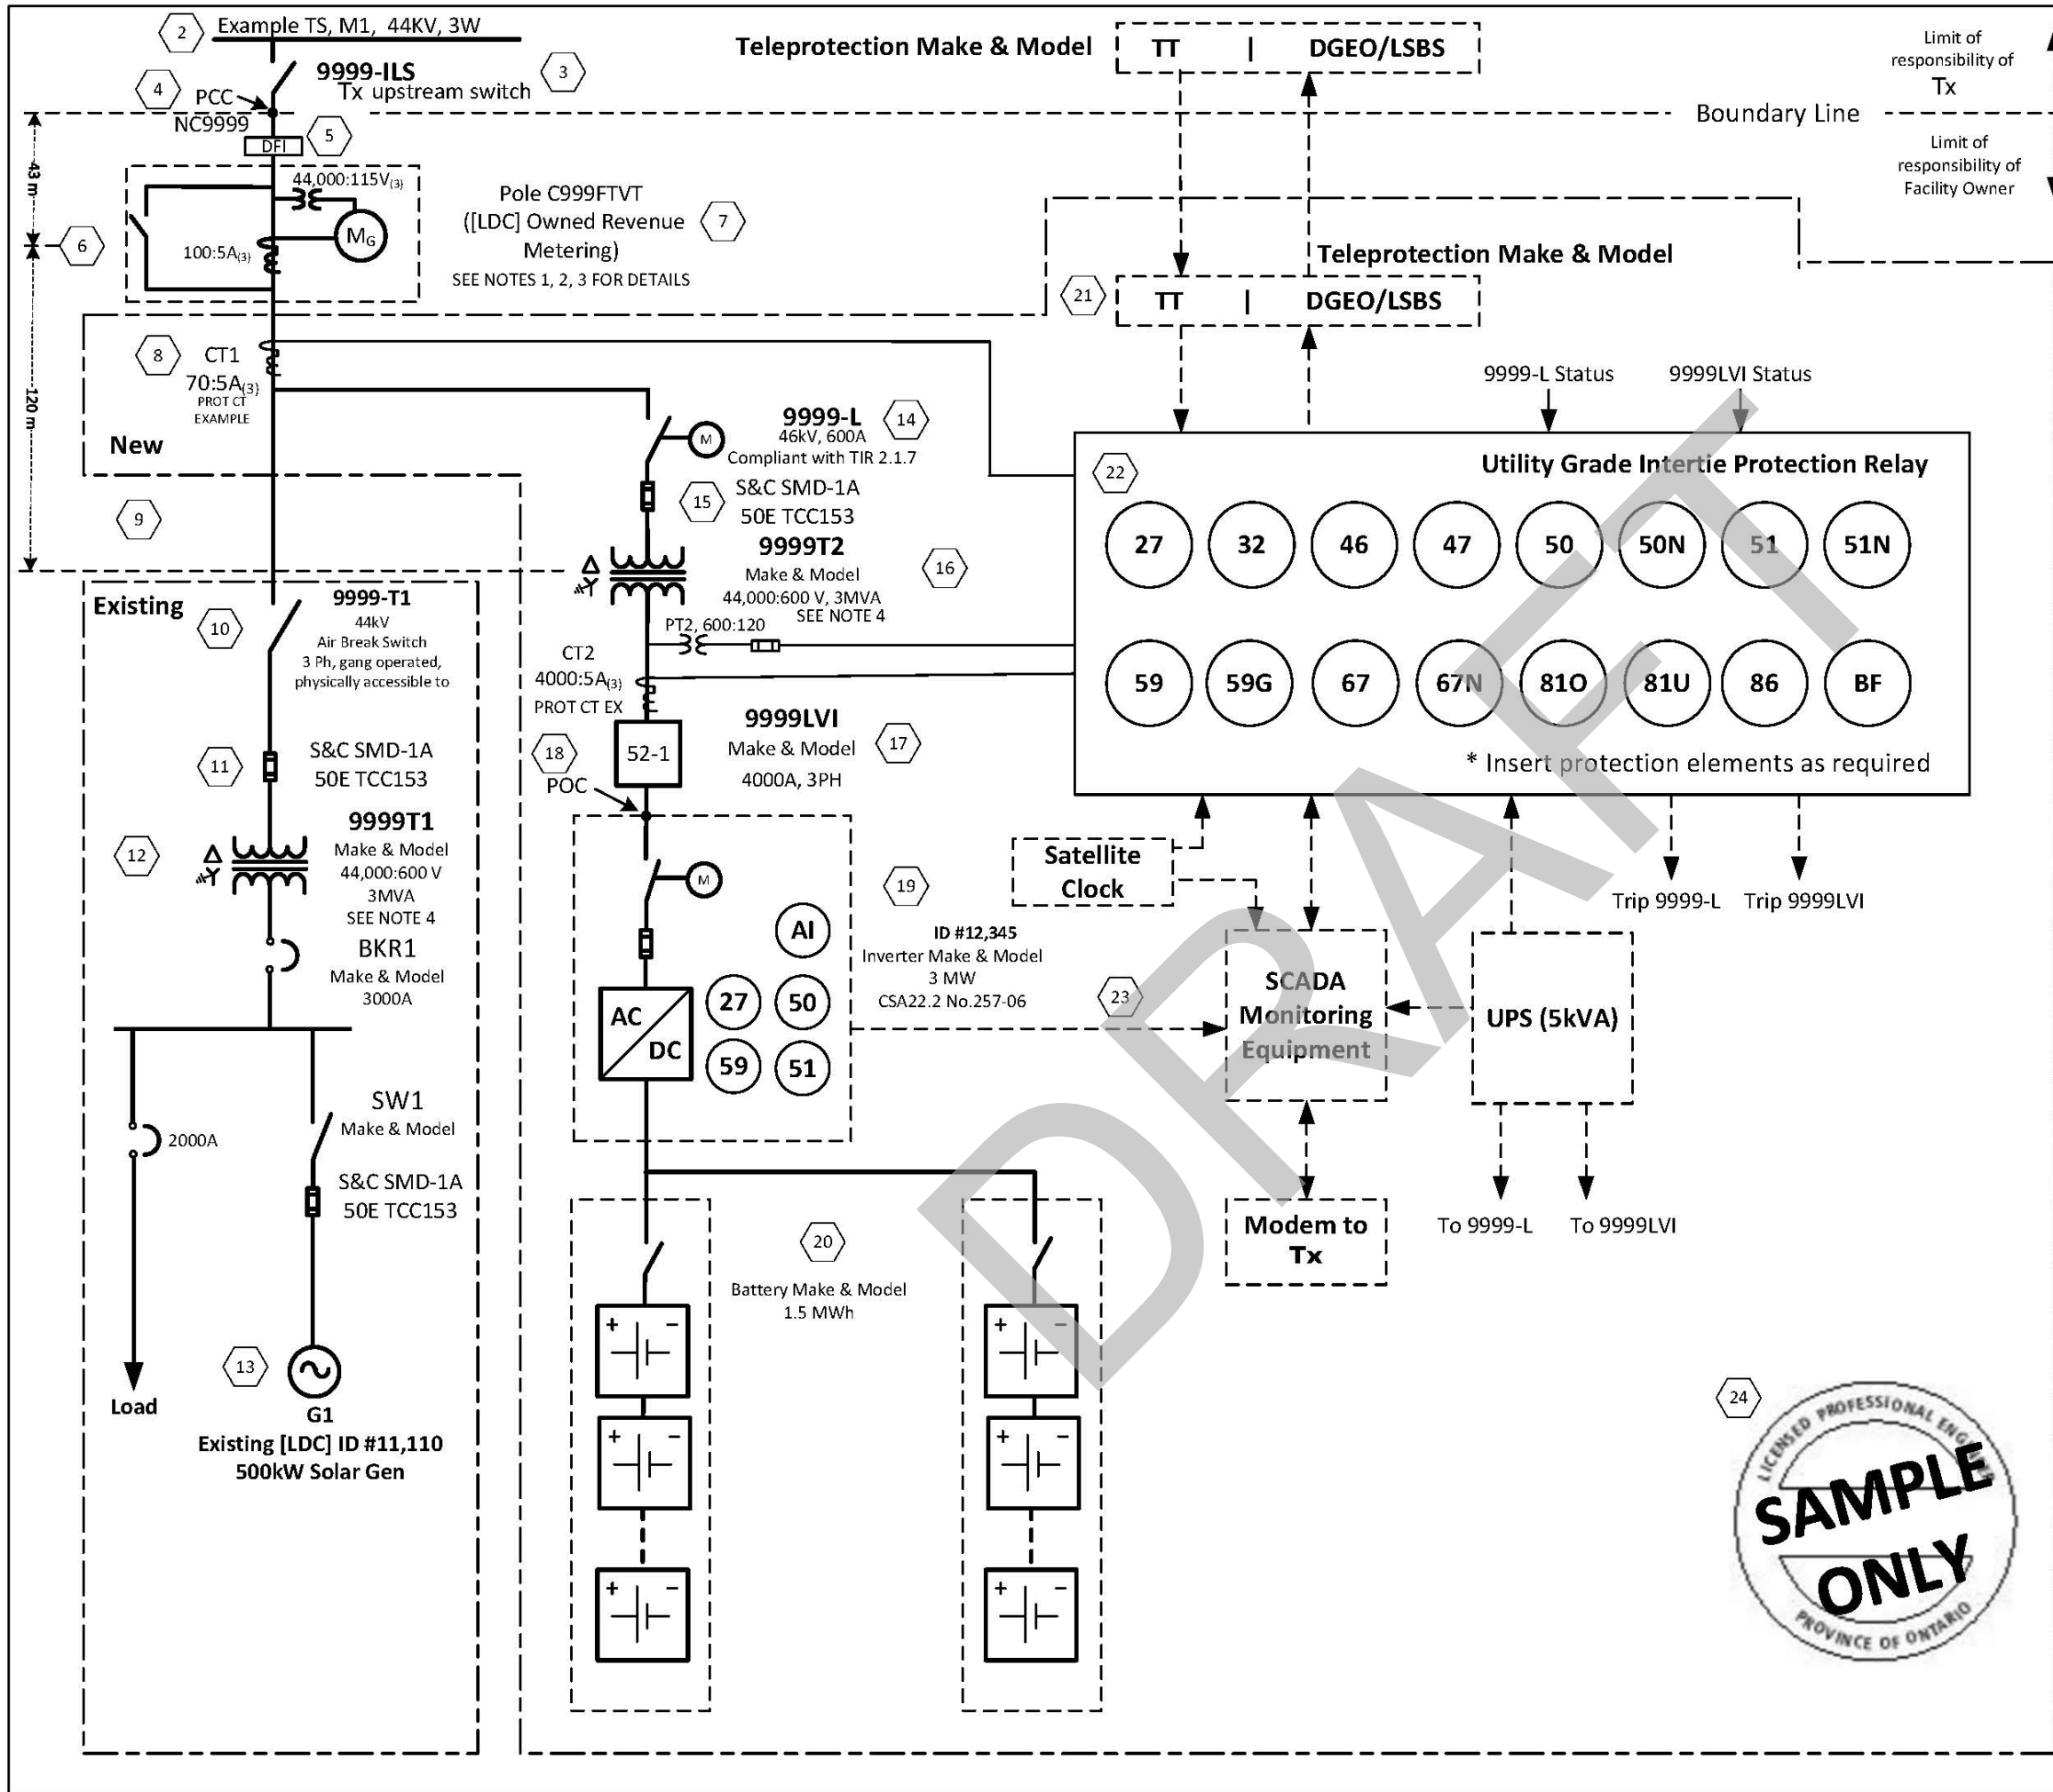 2
Example TS, M1, 44KV, 3W
9999-ILS
Tx upstream switch
3
4
PCC
NC9999
DFI
5
Teleprotection Make & Model
TT | DGEO/LSBS
Limit of
responsibility of
Tx
Boundary Line
Limit of
responsibility of
Facility Owner
43 m
44,000:115V(3)
MG
100:5A(3)
6
Pole C999FTVT
([LDC] Owned Revenue
Metering)
SEE NOTES 1, 2, 3 FOR DETAILS
7
Teleprotection Make & Model
21
TT | DGEO/LSBS
8
CT1
70:5A(3)
PROT CT
EXAMPLE
120 m
New
9
9999-L
46kV, 600A
Compliant with TIR 2.1.7
14
M
15
S&C SMD-1A
50E TCC153
9999T2
Make & Model
44,000:600 V, 3MVA
SEE NOTE 4
16
PT2, 600:120
CT2
4000:5A(3)
PROT CT EX
9999LVI
Make & Model
4000A, 3PH
17
18
52-1
POC
9999-L Status
9999LVI Status
22
Utility Grade Intertie Protection Relay
27 32 46 47 50 50N 51 51N
59 59G 67 67N 81O 81U 86 BF
* Insert protection elements as required
Existing
10
9999-T1
44kV
Air Break Switch
3 Ph, gang operated,
physically accessible to
11
S&C SMD-1A
50E TCC153
12
9999T1
Make & Model
44,000:600 V
3MVA
SEE NOTE 4
BKR1
Make & Model
3000A
2000A
SW1
Make & Model
S&C SMD-1A
50E TCC153
Load
13
G1
Existing [LDC] ID #11,110
500kW Solar Gen
M
19
AI
ID #12,345
Inverter Make & Model
3 MW
CSA22.2 No.257-06
AC
DC
27 50
59 51
23
20
Battery Make & Model
1.5 MWh
+ −
+ −
+ −
+ −
+ −
+ −
Satellite
Clock
SCADA
Monitoring
Equipment
UPS (5kVA)
Trip 9999-L
Trip 9999LVI
Modem to
Tx
To 9999-L
To 9999LVI
DRAFT
24
LICENSED PROFESSIONAL ENGINEER
SAMPLE
ONLY
PROVINCE OF ONTARIO